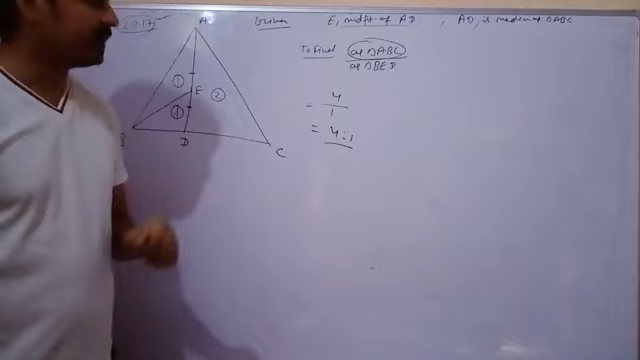 2017
Given E, midpt of AD , AD, is median of ΔABC
A
To find ar ΔABC
ar ΔBED
① E ②
①
= 4
1
= 4:1
B D C